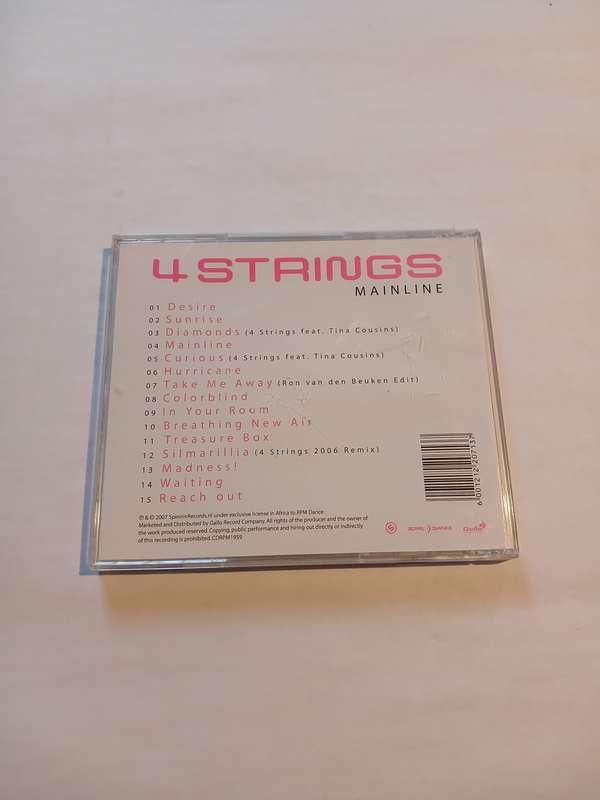 4 STRINGS
MAINLINE
01 Desire
02 Sunrise
03 Diamonds (4 Strings feat. Tina Cousins)
04 Mainline
05 Curious (4 Strings feat. Tina Cousins)
06 Hurricane
07 Take Me Away (Ron van den Beuken Edit)
08 Colorblind
09 In Your Room
10 Breathing New Air
11 Treasure Box
12 Silmarillia (4 Strings 2006 Remix)
13 Madness!
14 Waiting
15 Reach out
℗ & © 2007 SpinninRecords.nl under exclusive license in Africa to RPM Dance.
Marketed and Distributed by Gallo Record Company. All rights of the producer and the owner of
the work produced reserved. Copying, public performance and hiring out directly or indirectly
of this recording is prohibited. CDRPM1959
6 001212 207137
Gallo